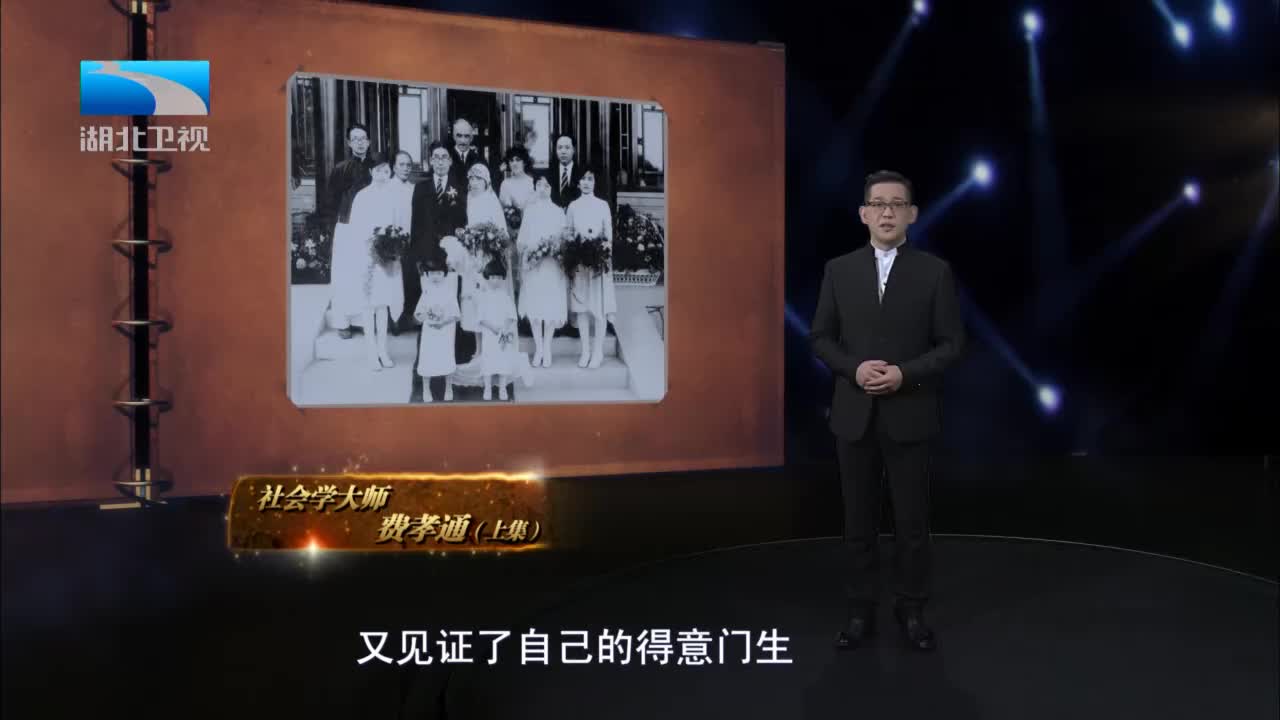 湖北卫视
社会学大师
费孝通（上集）
又见证了自己的得意门生